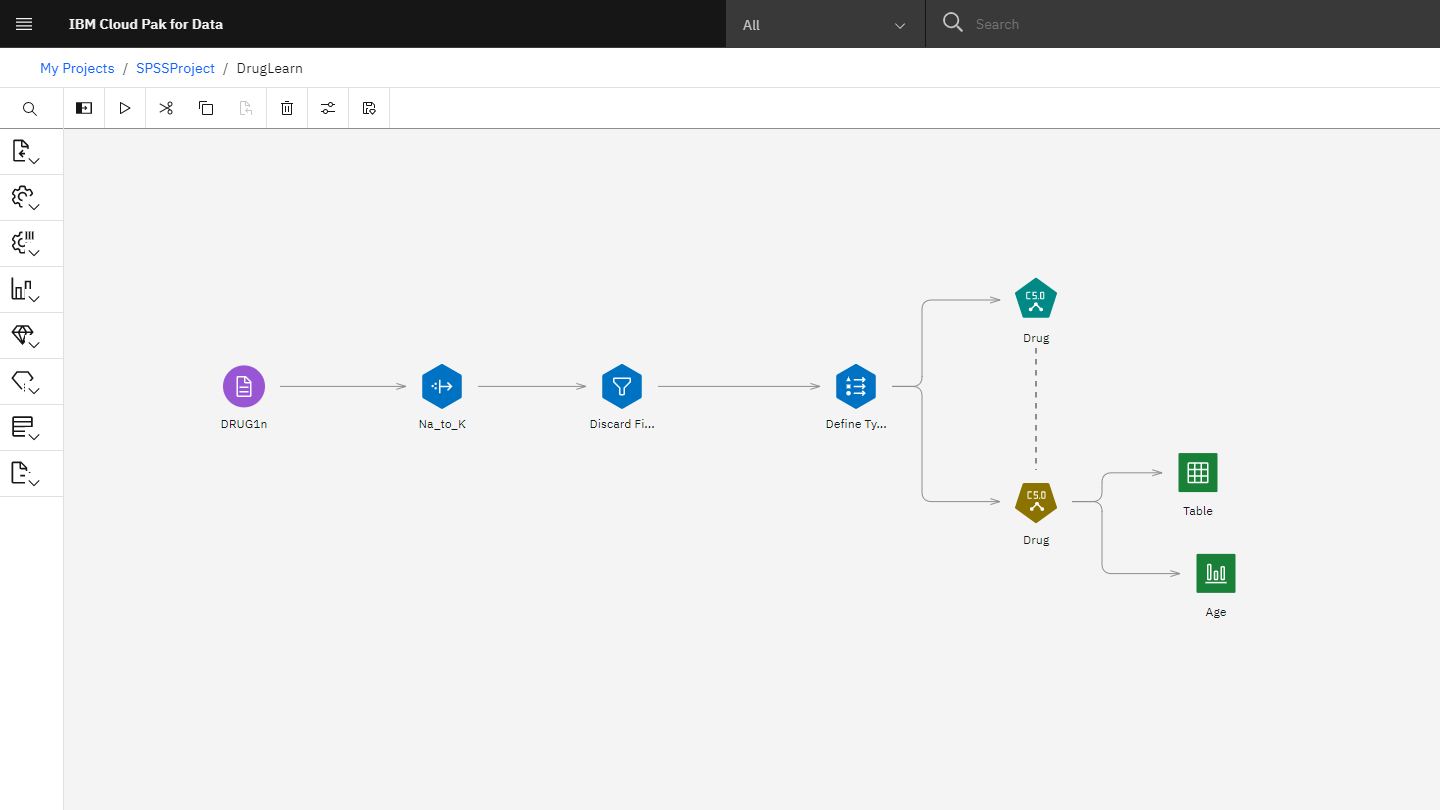 IBM Cloud Pak for Data
All
Search
My Projects / SPSSProject / DrugLearn
C5.0
Drug
DRUG1n
Na_to_K
Discard Fi...
Define Ty...
C5.0
Drug
Table
Age